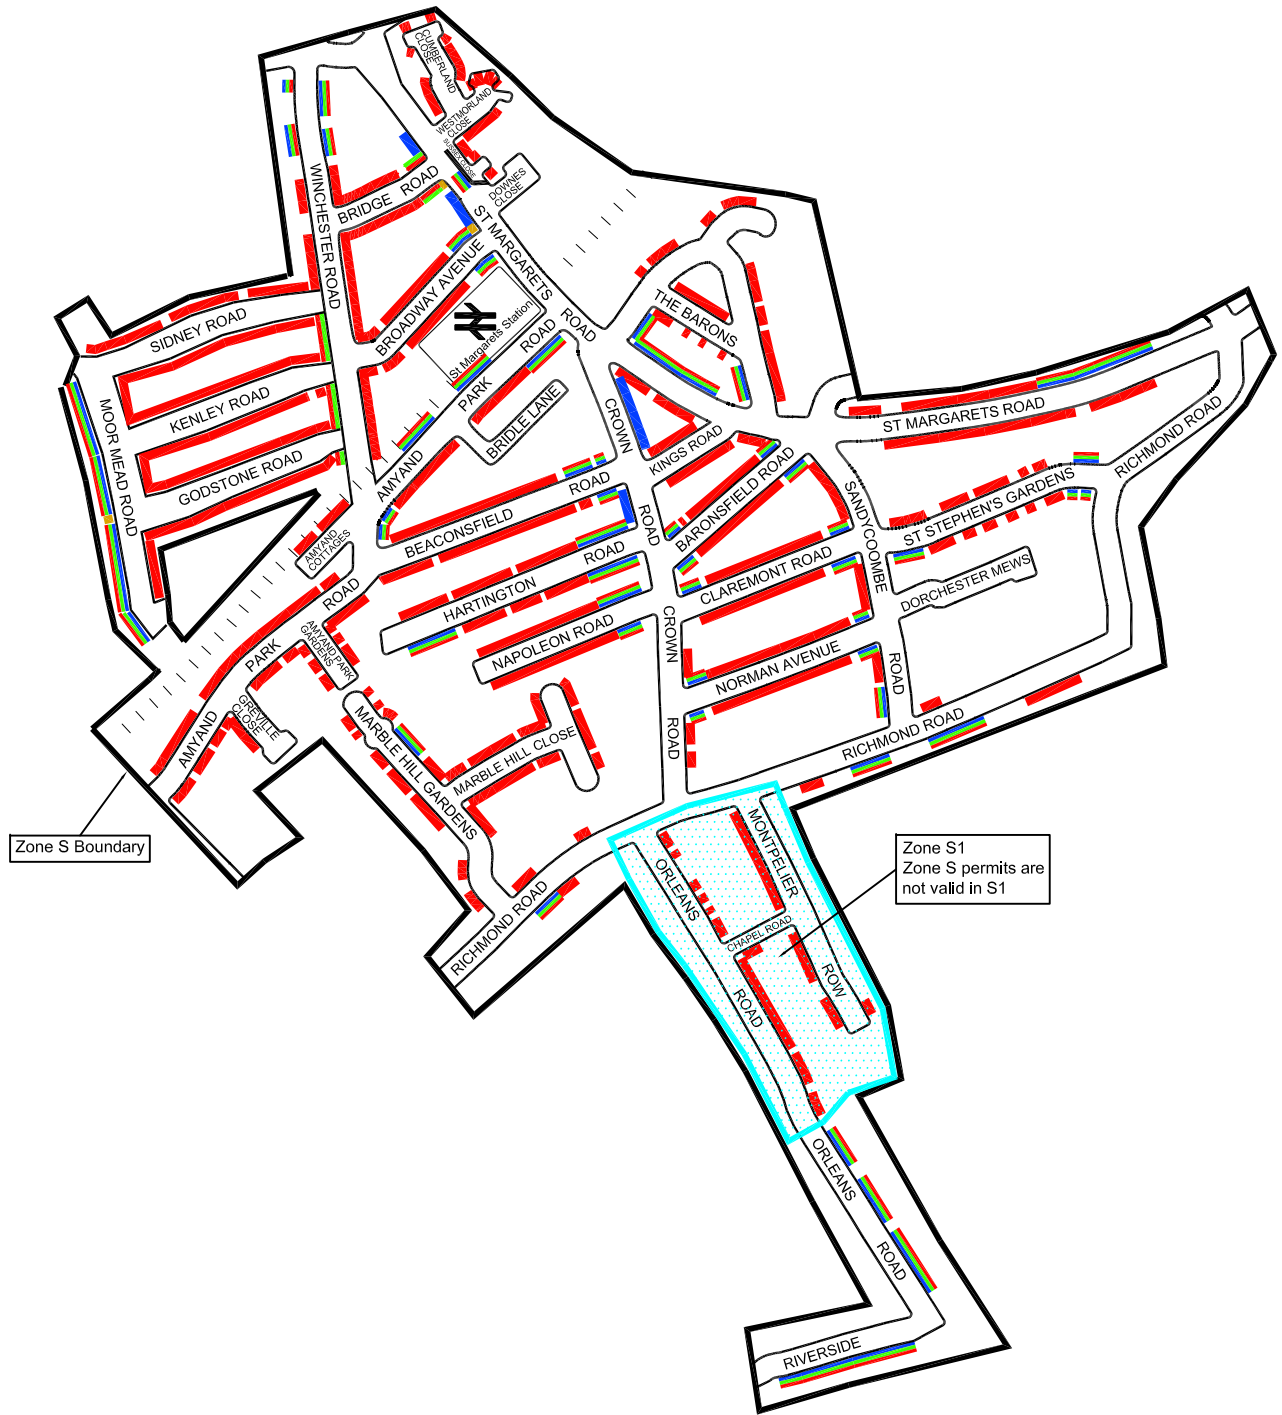 CUMBERLAND
CLOSE
WESTMORLAND
CLOSE
SUSSEX CLOSE
DOWNES
CLOSE
WINCHESTER ROAD
BRIDGE ROAD
ST MARGARETS
ROAD
BROADWAY AVENUE
St Margarets Station
SIDNEY ROAD
KENLEY ROAD
GODSTONE ROAD
MOOR MEAD ROAD
THE BARONS
AMYAND
PARK
ROAD
BRIDLE LANE
CROWN
ROAD
KINGS ROAD
BARONSFIELD ROAD
ST MARGARETS ROAD
RICHMOND ROAD
SANDYCOOMBE
ROAD
ST STEPHEN'S GARDENS
DORCHESTER MEWS
BEACONSFIELD
ROAD
HARTINGTON
ROAD
NAPOLEON ROAD
CLAREMONT ROAD
NORMAN AVENUE
CROWN
ROAD
AMYAND
COTTAGES
AMYAND
PARK
ROAD
AMYAND PARK
GARDENS
GREVILLE
CLOSE
MARBLE HILL GARDENS
MARBLE HILL CLOSE
RICHMOND ROAD
RICHMOND ROAD
Zone S Boundary
MONTPELIER
ROW
ORLEANS
ROAD
CHAPEL ROAD
Zone S1
Zone S permits are
not valid in S1
ORLEANS
ROAD
RIVERSIDE